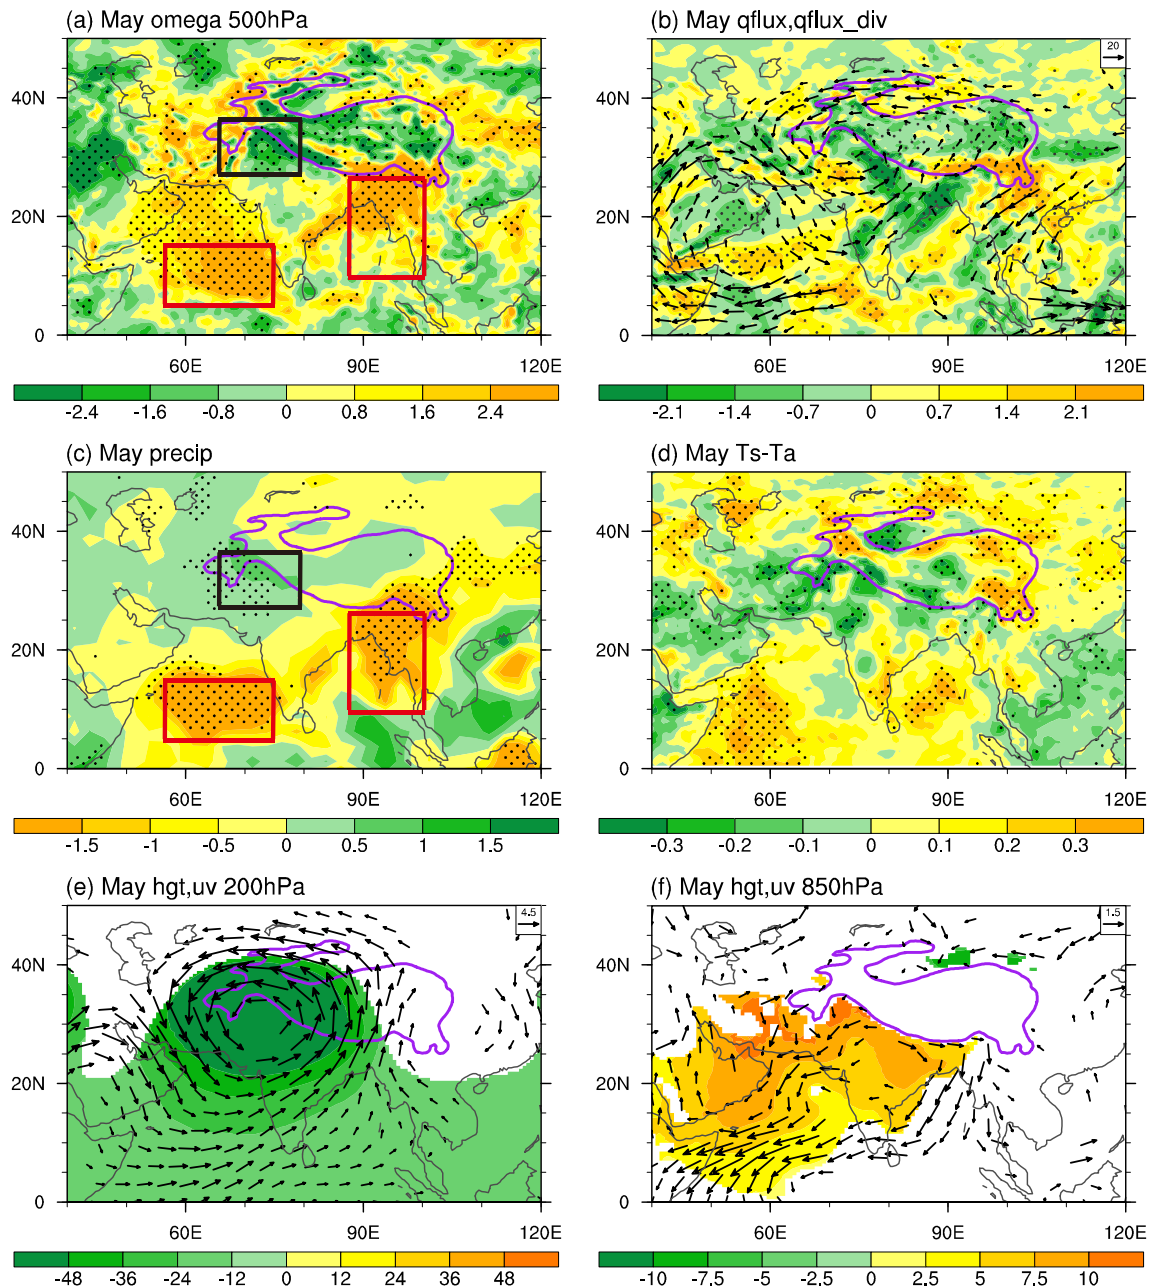 (a) May omega 500hPa
40N
20N
0
60E 90E 120E
-2.4 -1.6 -0.8 0 0.8 1.6 2.4
(b) May qflux,qflux_div
20
40N
20N
0
60E 90E 120E
-2.1 -1.4 -0.7 0 0.7 1.4 2.1
(c) May precip
40N
20N
0
60E 90E 120E
-1.5 -1 -0.5 0 0.5 1 1.5
(d) May Ts-Ta
40N
20N
0
60E 90E 120E
-0.3 -0.2 -0.1 0 0.1 0.2 0.3
(e) May hgt,uv 200hPa
4.5
40N
20N
0
60E 90E 120E
-48 -36 -24 -12 0 12 24 36 48
(f) May hgt,uv 850hPa
1.5
40N
20N
0
60E 90E 120E
-10 -7.5 -5 -2.5 0 2.5 5 7.5 10